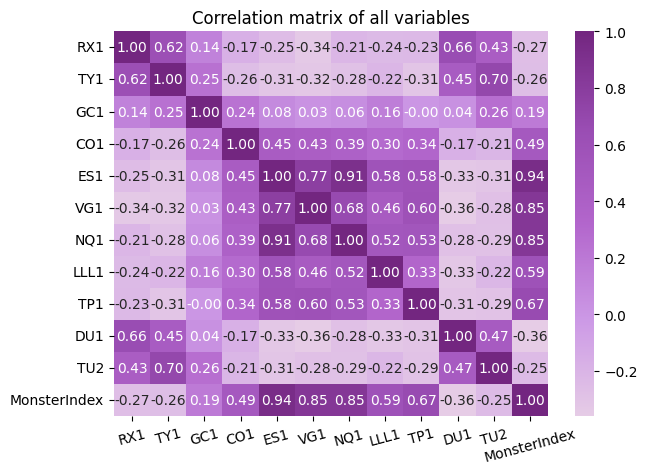 Correlation matrix of all variables
RX1 1.00 0.62 0.14 -0.17 -0.25 -0.34 -0.21 -0.24 -0.23 0.66 0.43 -0.27
TY1 0.62 1.00 0.25 -0.26 -0.31 -0.32 -0.28 -0.22 -0.31 0.45 0.70 -0.26
GC1 0.14 0.25 1.00 0.24 0.08 0.03 0.06 0.16 -0.00 0.04 0.26 0.19
CO1 -0.17 -0.26 0.24 1.00 0.45 0.43 0.39 0.30 0.34 -0.17 -0.21 0.49
ES1 -0.25 -0.31 0.08 0.45 1.00 0.77 0.91 0.58 0.58 -0.33 -0.31 0.94
VG1 -0.34 -0.32 0.03 0.43 0.77 1.00 0.68 0.46 0.60 -0.36 -0.28 0.85
NQ1 -0.21 -0.28 0.06 0.39 0.91 0.68 1.00 0.52 0.53 -0.28 -0.29 0.85
LLL1 -0.24 -0.22 0.16 0.30 0.58 0.46 0.52 1.00 0.33 -0.33 -0.22 0.59
TP1 -0.23 -0.31 -0.00 0.34 0.58 0.60 0.53 0.33 1.00 -0.31 -0.29 0.67
DU1 0.66 0.45 0.04 -0.17 -0.33 -0.36 -0.28 -0.33 -0.31 1.00 0.47 -0.36
TU2 0.43 0.70 0.26 -0.21 -0.31 -0.28 -0.29 -0.22 -0.29 0.47 1.00 -0.25
MonsterIndex -0.27 -0.26 0.19 0.49 0.94 0.85 0.85 0.59 0.67 -0.36 -0.25 1.00
RX1 TY1 GC1 CO1 ES1 VG1 NQ1 LLL1 TP1 DU1 TU2 MonsterIndex
1.0
0.8
0.6
0.4
0.2
0.0
−0.2